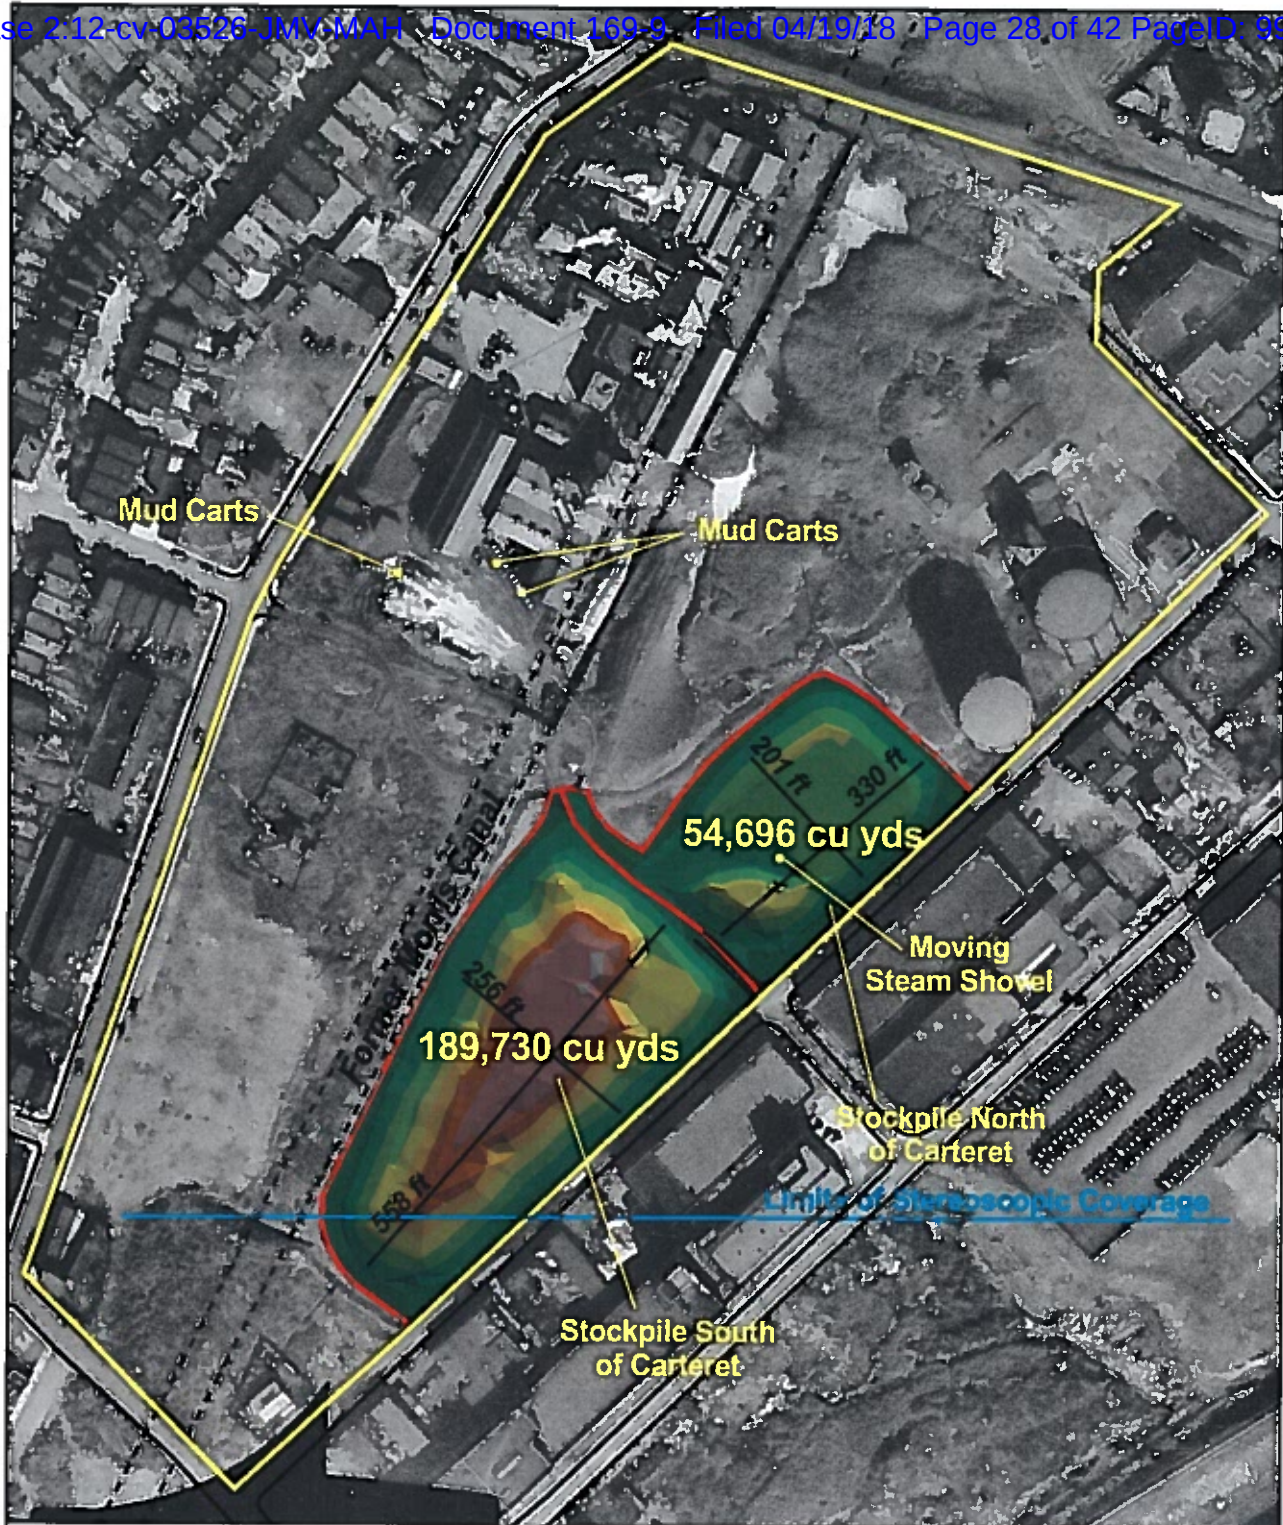 se 2:12-cv-03526-JMV-MAH Document 169-9 Filed 04/19/18 Page 28 of 42 PageID: 99
Mud Carts
Mud Carts
201 ft
330 ft
54,696 cu yds
Former Morris Canal
Moving
Steam Shovel
256 ft
189,730 cu yds
Stockpile North
of Carteret
558 ft
Limits of Stereoscopic Coverage
Stockpile South
of Carteret